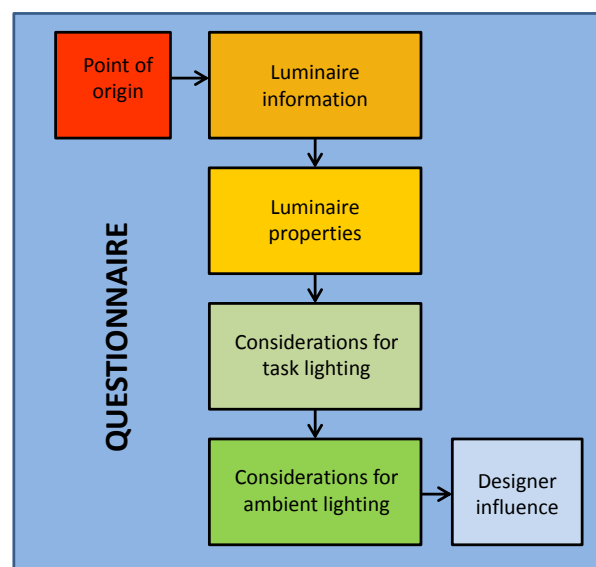 Point of
origin
Luminaire
information
Luminaire
properties
QUESTIONNAIRE
Considerations for
task lighting
Considerations for
ambient lighting
Designer
influence